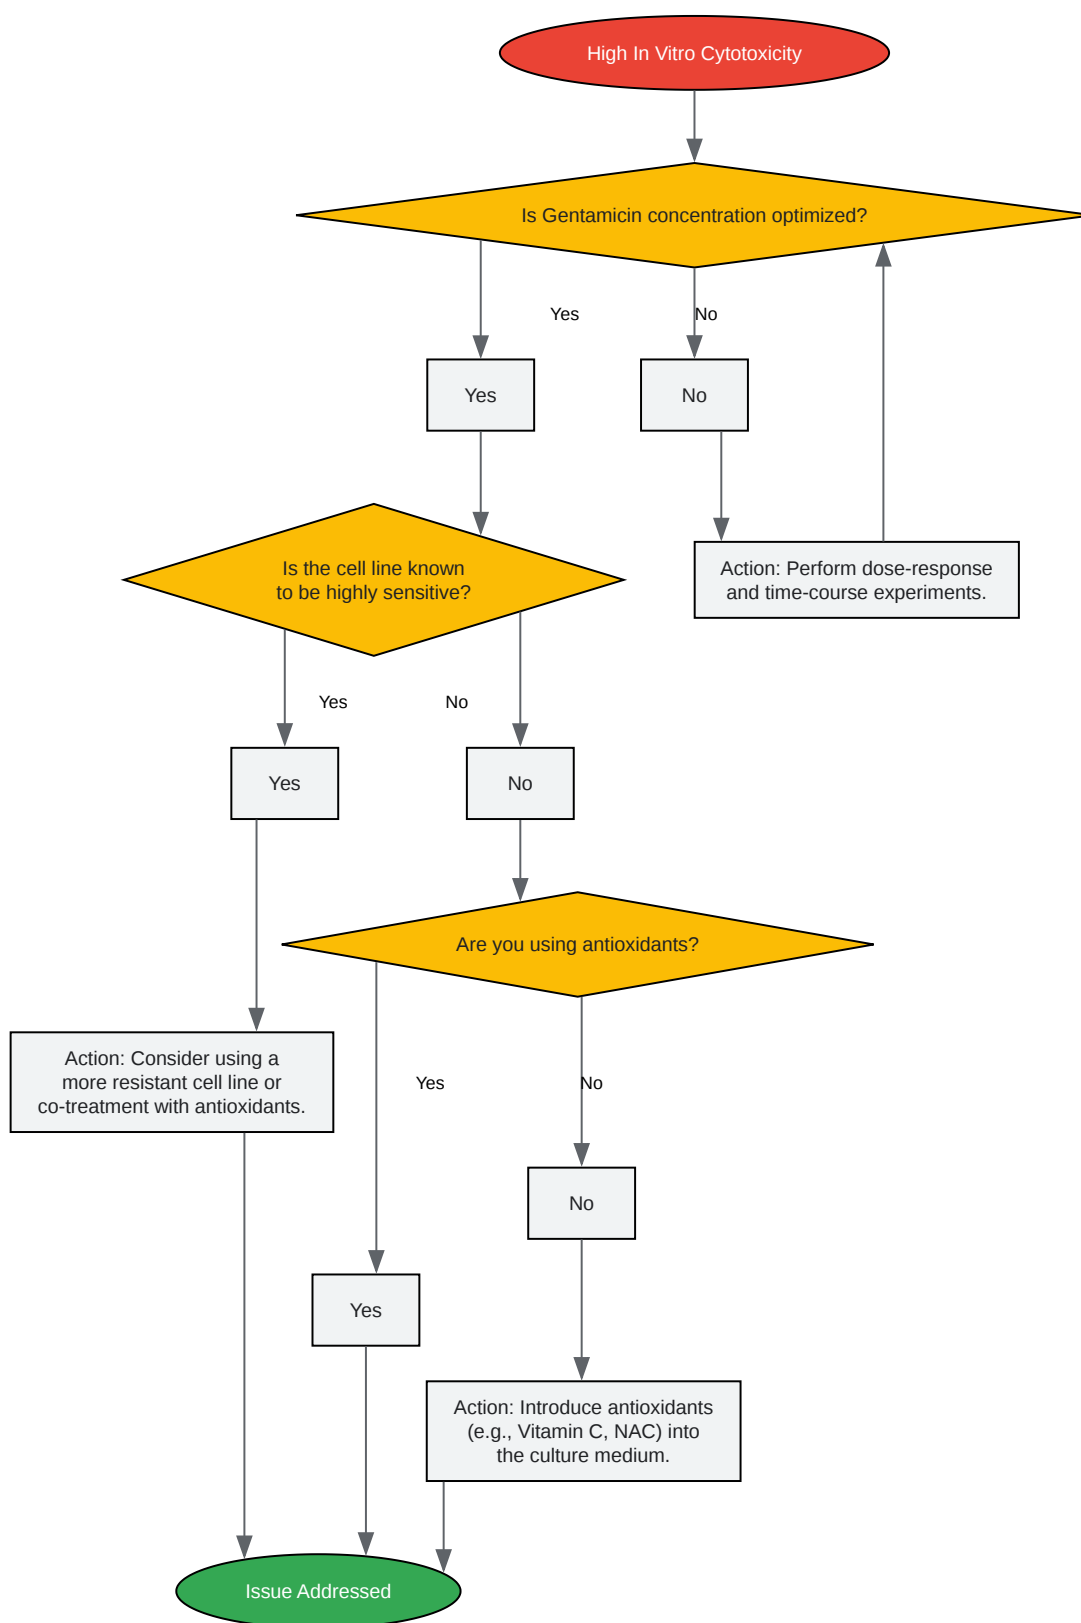 High In Vitro Cytotoxicity
Is Gentamicin concentration optimized?
Yes
No
Yes
No
Is the cell line known
to be highly sensitive?
Action: Perform dose-response
and time-course experiments.
Yes
No
Yes
No
Are you using antioxidants?
Action: Consider using a
more resistant cell line or
co-treatment with antioxidants.
Yes
No
No
Yes
Action: Introduce antioxidants
(e.g., Vitamin C, NAC) into
the culture medium.
Issue Addressed